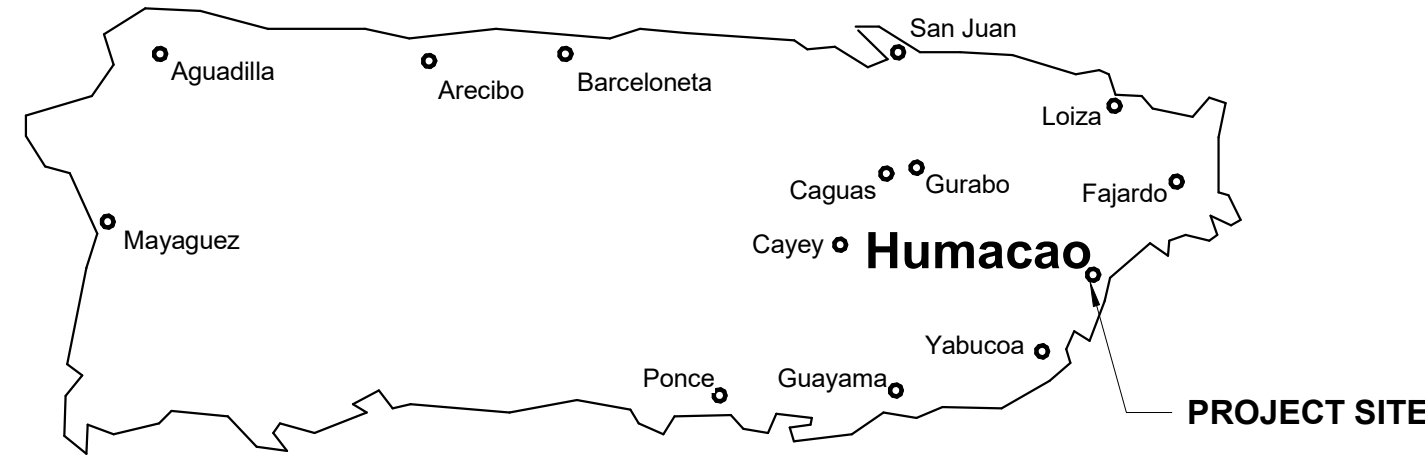 San Juan
Aguadilla
Arecibo
Barceloneta
Loiza
Caguas
Gurabo
Fajardo
Mayaguez
Cayey
Humacao
Yabucoa
Ponce
Guayama
PROJECT SITE